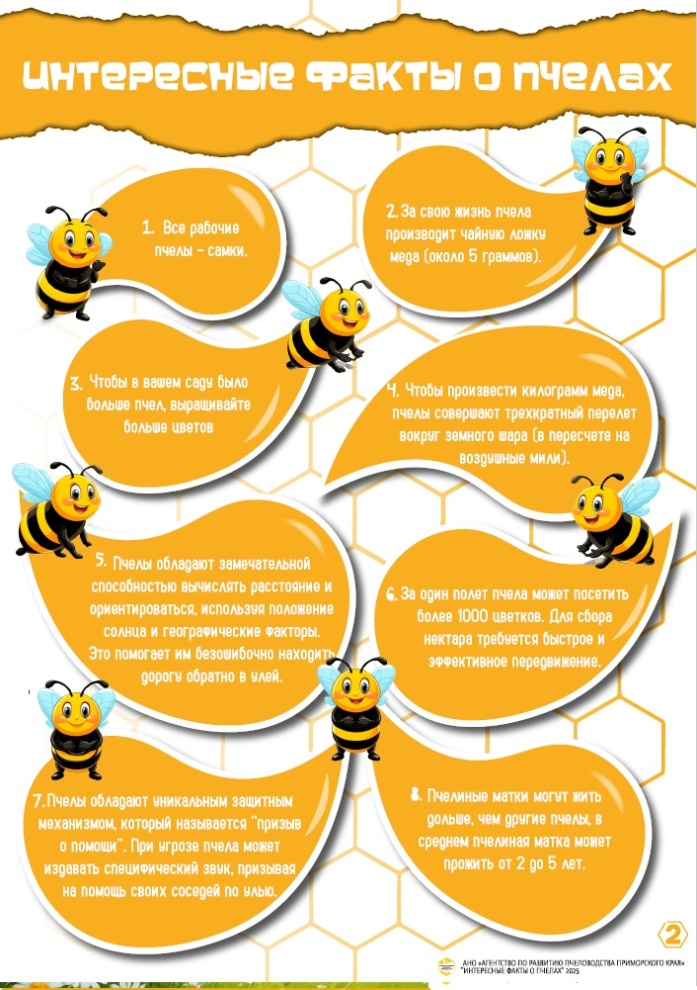 ИНТЕРЕСНЫЕ ФАКТЫ О ПЧЕЛАХ
1. Все рабочие
пчелы - самки.
2. За свою жизнь пчела
производит чайную ложку
меда (около 5 граммов).
3. Чтобы в вашем саду было
больше пчел, выращивайте
больше цветов
4. Чтобы произвести килограмм меда,
пчелы совершают трехкратный перелет
вокруг земного шара (в пересчете на
воздушные мили).
5. Пчелы обладают замечательной
способностью вычислять расстояние и
ориентироваться, используя положение
солнца и географические факторы.
Это помогает им безошибочно находить
дорогу обратно в улей.
6. За один полет пчела может посетить
более 1000 цветков. Для сбора
нектара требуется быстрое и
эффективное передвижение.
7. Пчелы обладают уникальным защитным
механизмом, который называется "призыв
о помощи". При угрозе пчела может
издавать специфический звук, призывая
на помощь своих соседей по улью.
8. Пчелиные матки могут жить
дольше, чем другие пчелы, в
среднем пчелиная матка может
прожить от 2 до 5 лет.
2
АНО «АГЕНТСТВО ПО РАЗВИТИЮ ПЧЕЛОВОДСТВА ПРИМОРСКОГО КРАЯ»
"ИНТЕРЕСНЫЕ ФАКТЫ О ПЧЕЛАХ" 2025